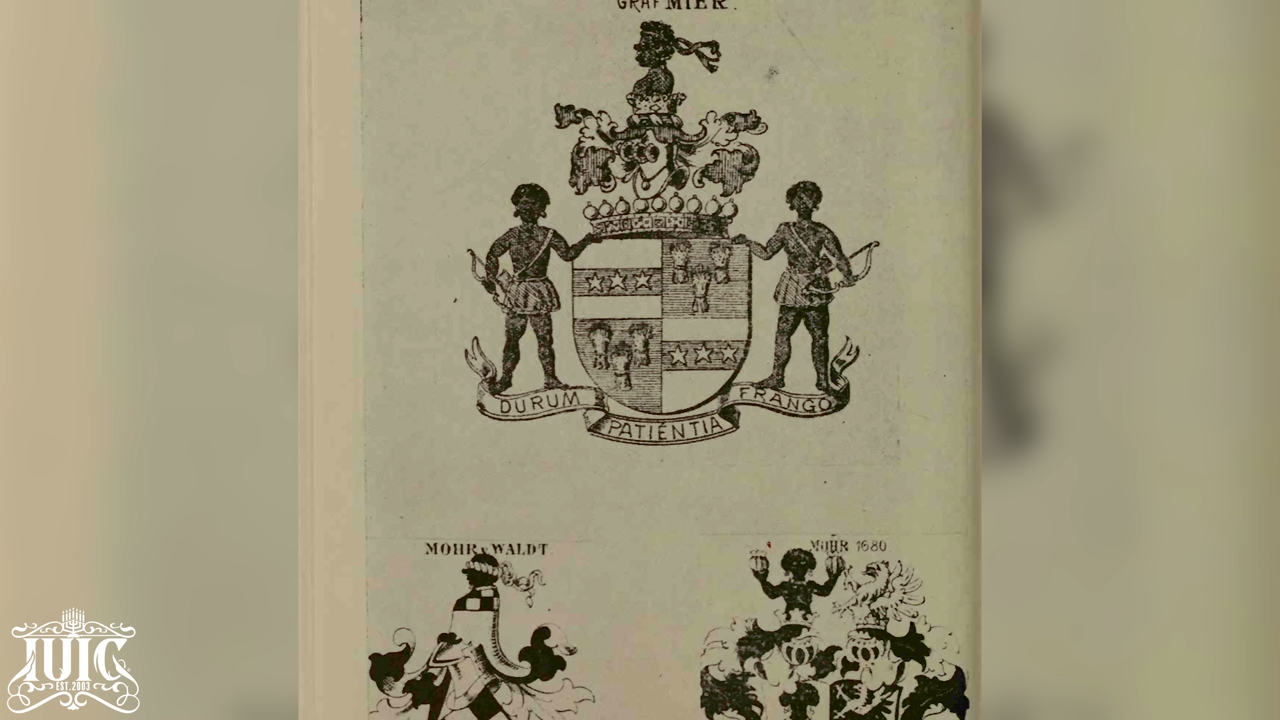 GRAF MIER.
DURUM
FRANGO
PATIENTIA
MOHR v WALDT
MOHR 1680
IUIC
EST. 2003